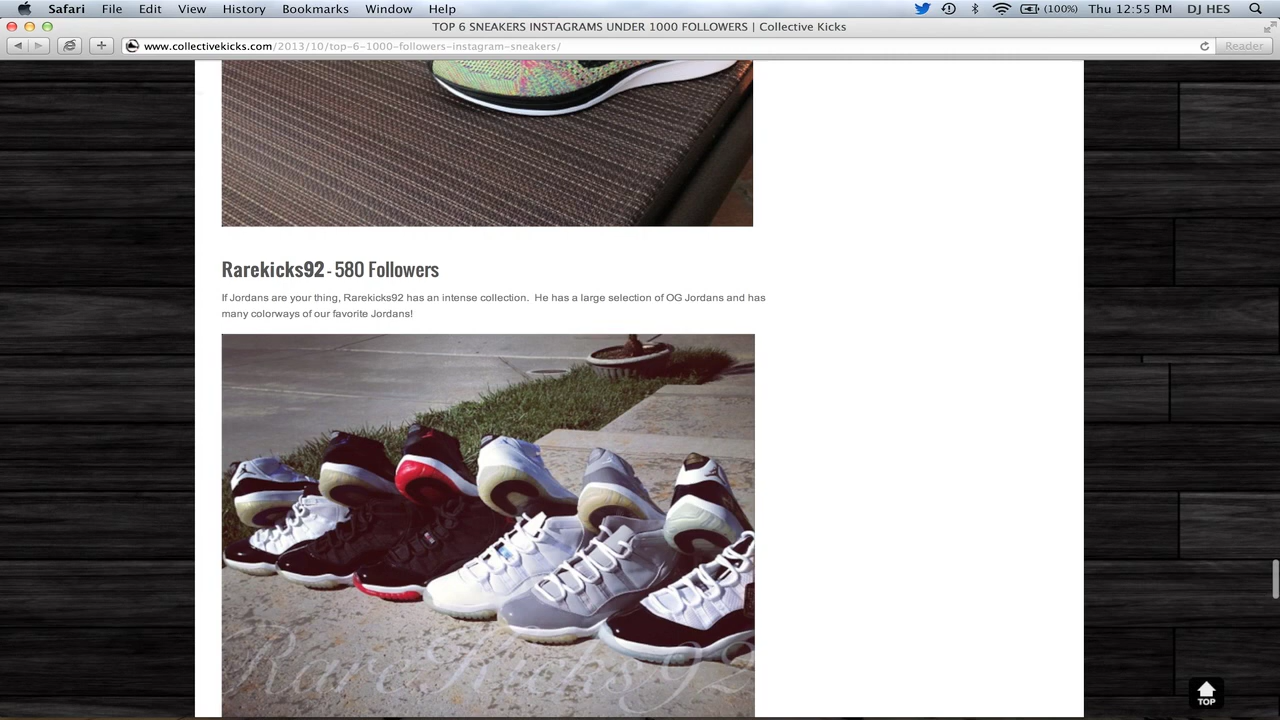 Safari File Edit View History Bookmarks Window Help (100%) Thu 12:55 PM DJ HES
TOP 6 SNEAKERS INSTAGRAMS UNDER 1000 FOLLOWERS | Collective Kicks
www.collectivekicks.com/2013/10/top-6-1000-followers-instagram-sneakers/ Reader
Rarekicks92 - 580 Followers
If Jordans are your thing, Rarekicks92 has an intense collection.  He has a large selection of OG Jordans and has
many colorways of our favorite Jordans!
RareKicks92
TOP